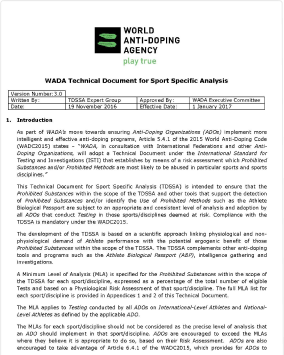 WORLD
ANTI-DOPING
AGENCY
play true
WADA Technical Document for Sport Specific Analysis
Version Number: 3.0
Written By: TDSSA Expert Group Approved By: WADA Executive Committee
Date: 19 November 2016 Effective Date: 1 January 2017
1. Introduction
As part of WADA's move towards ensuring Anti-Doping Organizations (ADOs) implement more
intelligent and effective anti-doping programs, Article 5.4.1 of the 2015 World Anti-Doping Code
(WADC2015) states – "WADA, in consultation with International Federations and other Anti-
Doping Organizations, will adopt a Technical Document under the International Standard for
Testing and Investigations (ISTI) that establishes by means of a risk assessment which Prohibited
Substances and/or Prohibited Methods are most likely to be abused in particular sports and sports
disciplines."
This Technical Document for Sport Specific Analysis (TDSSA) is intended to ensure that the
Prohibited Substances within the scope of the TDSSA and other tools that support the detection
of Prohibited Substances and/or identify the use of Prohibited Methods such as the Athlete
Biological Passport are subject to an appropriate and consistent level of analysis and adoption by
all ADOs that conduct Testing in those sports/disciplines deemed at risk. Compliance with the
TDSSA is mandatory under the WADC2015.
The development of the TDSSA is based on a scientific approach linking physiological and non-
physiological demand of Athlete performance with the potential ergogenic benefit of those
Prohibited Substances within the scope of the TDSSA. The TDSSA complements other anti-doping
tools and programs such as the Athlete Biological Passport (ABP), intelligence gathering and
investigations.
A Minimum Level of Analysis (MLA) is specified for the Prohibited Substances within the scope of
the TDSSA for each sport/discipline, expressed as a percentage of the total number of eligible
Tests and based on a Physiological Risk Assessment of that sport/discipline. The full MLA list for
each sport/discipline is provided in Appendices 1 and 2 of this Technical Document.
The MLA applies to Testing conducted by all ADOs on International-Level Athletes and National-
Level Athletes as defined by the applicable ADO.
The MLAs for each sport/discipline should not be considered as the precise level of analysis that
an ADO should implement in that sport/discipline. ADOs are encouraged to exceed the MLAs
where they believe it is appropriate to do so, based on their Risk Assessment. ADOs are also
encouraged to take advantage of Article 6.4.1 of the WADC2015, which provides for ADOs to